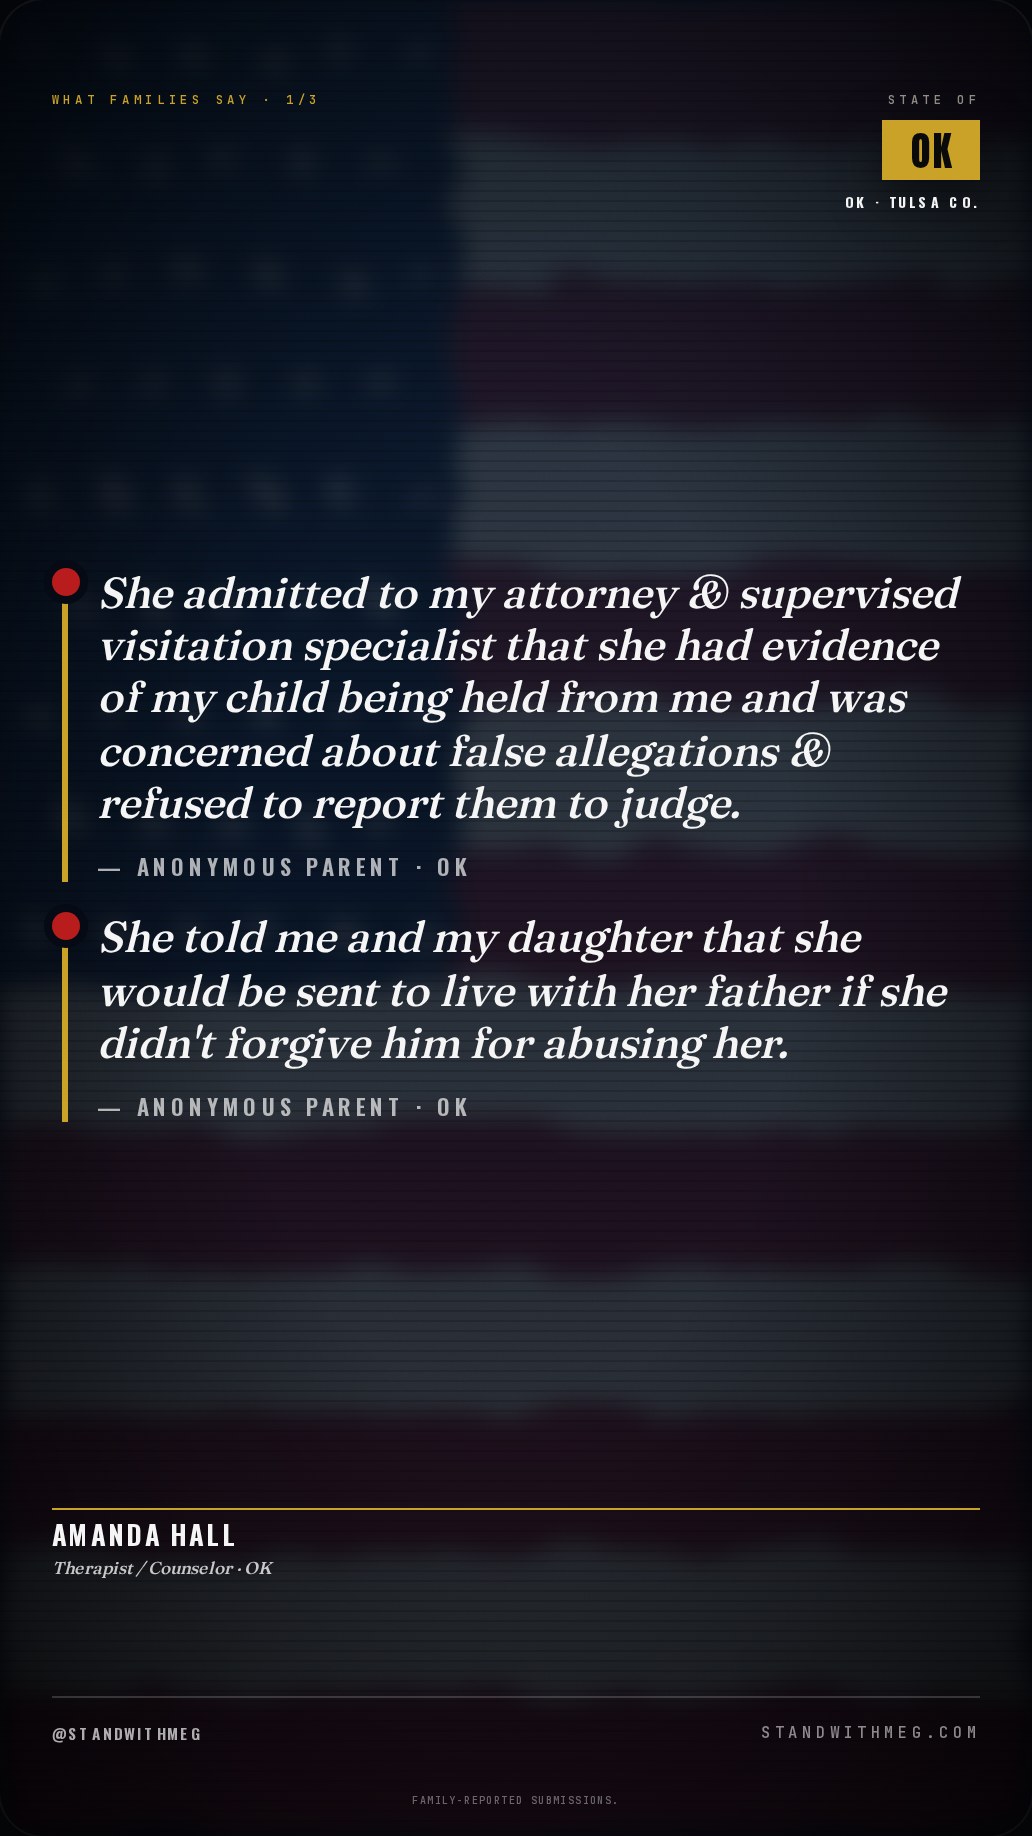 WHAT FAMILIES SAY · 1/3
STATE OF
OK
OK · TULSA CO.
She admitted to my attorney & supervised
visitation specialist that she had evidence
of my child being held from me and was
concerned about false allegations &
refused to report them to judge.
— ANONYMOUS PARENT · OK
She told me and my daughter that she
would be sent to live with her father if she
didn't forgive him for abusing her.
— ANONYMOUS PARENT · OK
AMANDA HALL
Therapist / Counselor · OK
@STANDWITHMEG
STANDWITHMEG.COM
FAMILY-REPORTED SUBMISSIONS.